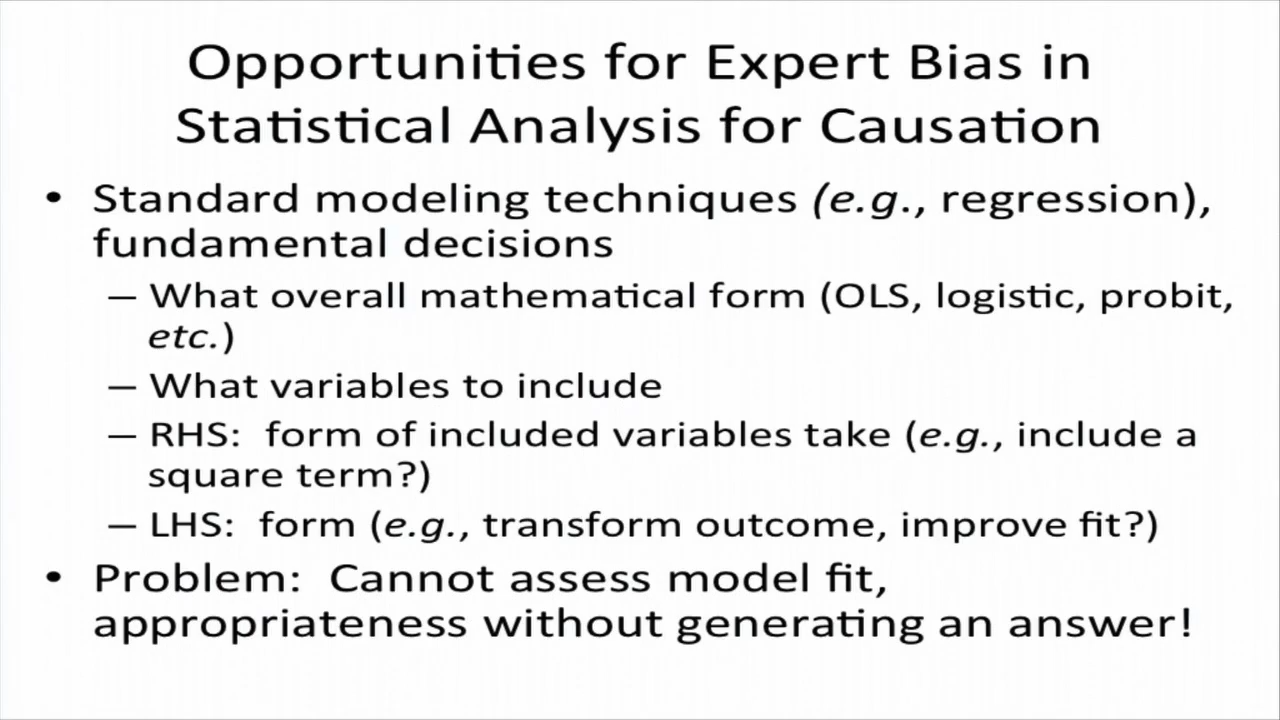 Opportunities for Expert Bias in
Statistical Analysis for Causation
• Standard modeling techniques (e.g., regression),
fundamental decisions
– What overall mathematical form (OLS, logistic, probit,
etc.)
– What variables to include
– RHS:  form of included variables take (e.g., include a
square term?)
– LHS:  form (e.g., transform outcome, improve fit?)
• Problem:  Cannot assess model fit,
appropriateness without generating an answer!